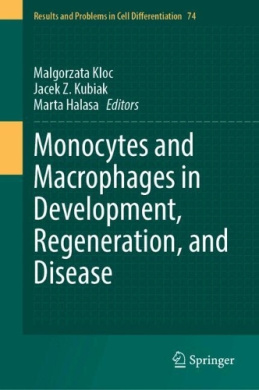 Results and Problems in Cell Differentiation 74
Malgorzata Kloc
Jacek Z. Kubiak
Marta Halasa Editors
Monocytes and
Macrophages in
Development,
Regeneration, and
Disease
Springer